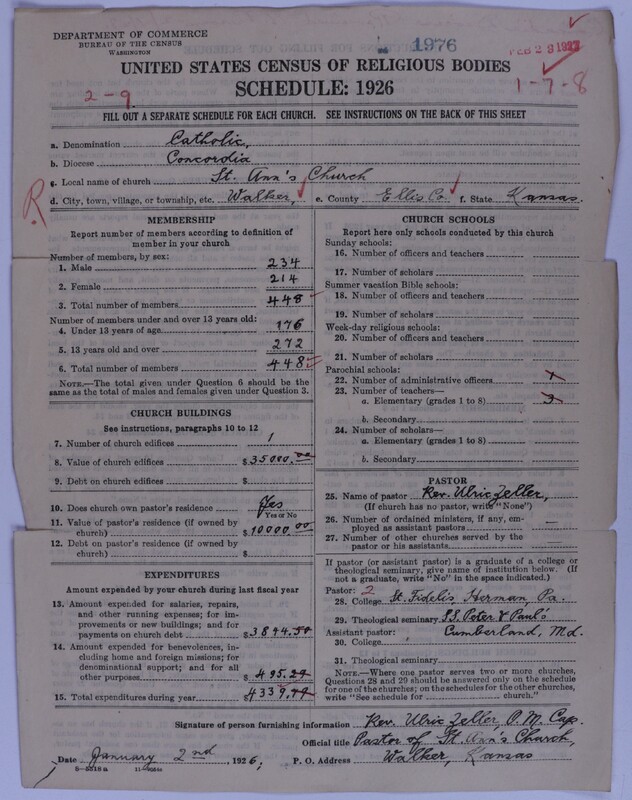 DEPARTMENT OF COMMERCE
BUREAU OF THE CENSUS
WASHINGTON
1976
FEB 23 1927
UNITED STATES CENSUS OF RELIGIOUS BODIES
SCHEDULE: 1926
2-9
1-7-8
FILL OUT A SEPARATE SCHEDULE FOR EACH CHURCH. SEE INSTRUCTIONS ON THE BACK OF THIS SHEET
a. Denomination Catholic,
b. Diocese Concordia
c. Local name of church St. Ann's Church
d. City, town, village, or township, etc. Walker, e. County Ellis Co. f. State Kansas.
R
MEMBERSHIP
Report number of members according to definition of
member in your church
Number of members, by sex:
1. Male 234
2. Female 214
3. Total number of members 448
Number of members under and over 13 years old:
4. Under 13 years of age 176
5. 13 years old and over 272
6. Total number of members 448
NOTE.—The total given under Question 6 should be
the same as the total of males and females given under Question 3.
CHURCH BUILDINGS
See instructions, paragraphs 10 to 12
7. Number of church edifices 1
8. Value of church edifices $35000.00
9. Debt on church edifices $
10. Does church own pastor's residence Yes
Yes or No
11. Value of pastor's residence (if owned by
church) $10000.00
12. Debt on pastor's residence (if owned by
church) $
EXPENDITURES
Amount expended by your church during last fiscal year
13. Amount expended for salaries, repairs,
and other running expenses; for im-
provements or new buildings; and for
payments on church debt $3844.50
14. Amount expended for benevolences, in-
cluding home and foreign missions; for
denominational support; and for all
other purposes $495.29
15. Total expenditures during year $4339.79
CHURCH SCHOOLS
Report here only schools conducted by this church
Sunday schools:
16. Number of officers and teachers
17. Number of scholars
Summer vacation Bible schools:
18. Number of officers and teachers
19. Number of scholars
Week-day religious schools:
20. Number of officers and teachers
21. Number of scholars
Parochial schools:
22. Number of administrative officers 1
23. Number of teachers—
a. Elementary (grades 1 to 8) 3
b. Secondary
24. Number of scholars—
a. Elementary (grades 1 to 8)
b. Secondary
PASTOR
25. Name of pastor Rev. Ulric Zeller,
(If church has no pastor, write "None")
26. Number of ordained ministers, if any, em-
ployed as assistant pastors —
27. Number of other churches served by the
pastor or his assistants —
If pastor (or assistant pastor) is a graduate of a college or
theological seminary, give name of institution below. (If
not a graduate, write "No" in the space indicated.)
Pastor: 2
28. College St. Fidelis, Herman, Pa.
29. Theological seminary S.S. Peter & Paul's
Assistant pastor: Cumberland, Md.
30. College
31. Theological seminary
NOTE.—Where one pastor serves two or more churches,
Questions 28 and 29 should be answered only on the schedule
for one of the churches; on the schedules for the other churches,
write "See schedule for church."
Signature of person furnishing information Rev. Ulric Zeller, O. M. Cap.
Official title Pastor of St. Ann's Church,
Date January 2nd, 1926; P. O. Address Walker, Kansas
8-5318a